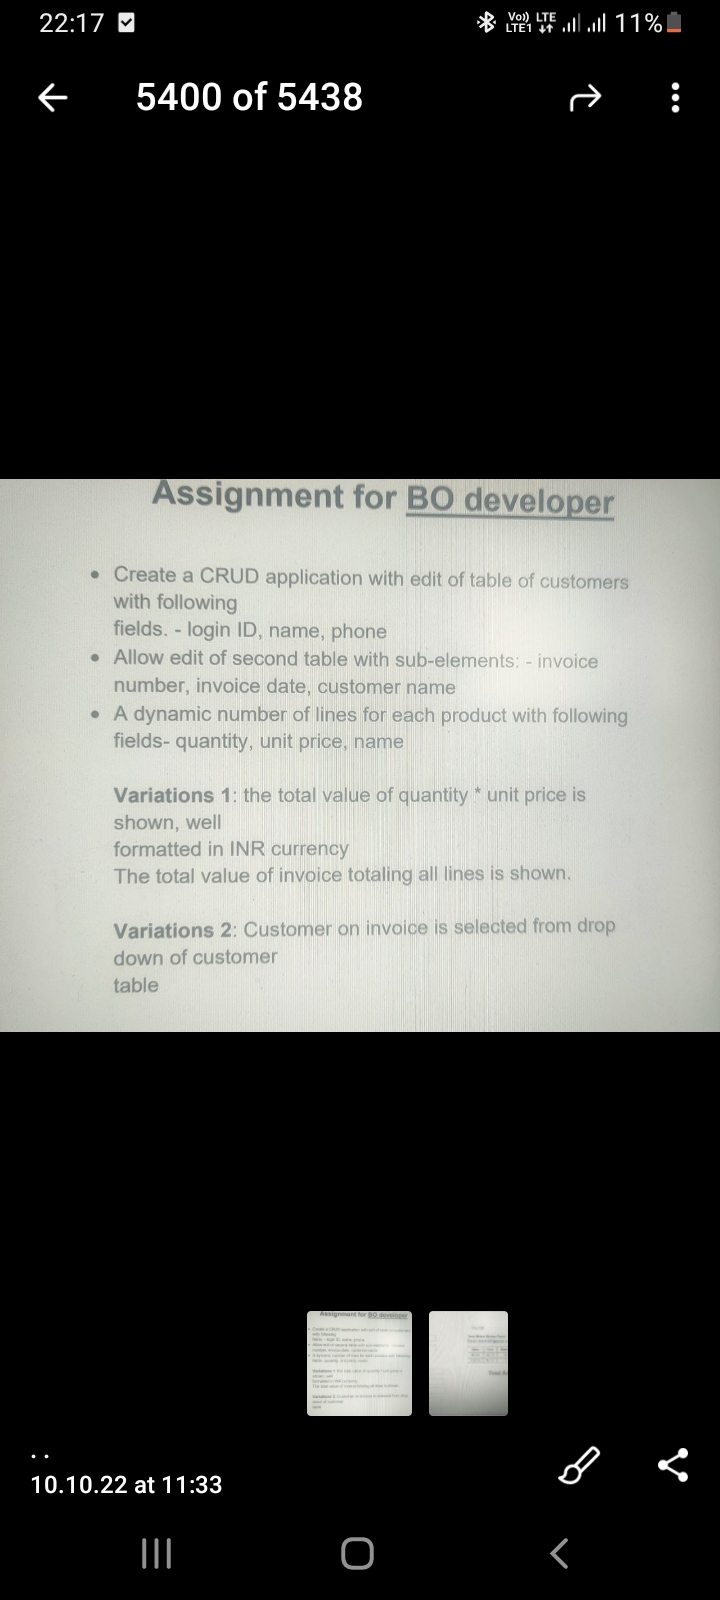 22:17
Vo)) LTE
LTE1
11%
5400 of 5438
Assignment for BO developer
• Create a CRUD application with edit of table of customers
with following
fields. - login ID, name, phone
• Allow edit of second table with sub-elements: - invoice
number, invoice date, customer name
• A dynamic number of lines for each product with following
fields- quantity, unit price, name
Variations 1: the total value of quantity * unit price is
shown, well
formatted in INR currency
The total value of invoice totaling all lines is shown.
Variations 2: Customer on invoice is selected from drop
down of customer
table
. .
10.10.22 at 11:33